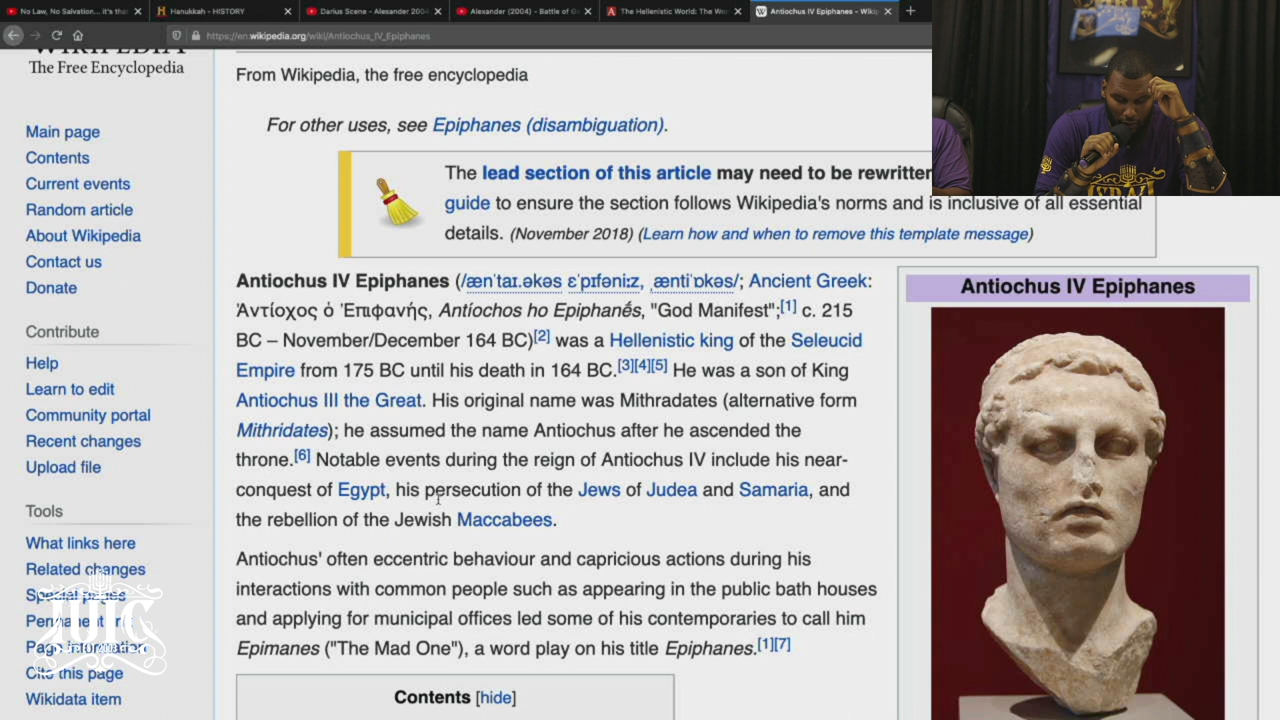 No Law, No Salvation... it's tha
Hanukkah - HISTORY
Darius Scene - Alexander 2004
Alexander (2004) - Battle of G
The Hellenistic World: The Wor
Antiochus IV Epiphanes - Wikip
https://en.wikipedia.org/wiki/Antiochus_IV_Epiphanes
WIKIPEDIA
The Free Encyclopedia
Main page
Contents
Current events
Random article
About Wikipedia
Contact us
Donate
Contribute
Help
Learn to edit
Community portal
Recent changes
Upload file
Tools
What links here
Related changes
Special pages
Permanent link
Page information
Cite this page
Wikidata item
IUIC
From Wikipedia, the free encyclopedia
For other uses, see Epiphanes (disambiguation).
The lead section of this article may need to be rewritten
guide to ensure the section follows Wikipedia's norms and is inclusive of all essential
details. (November 2018) (Learn how and when to remove this template message)
Antiochus IV Epiphanes (/ænˈtaɪ.əkəs ɛˈpɪfəniːz, ˌæntiˈɒkəs/; Ancient Greek:
Ἀντίοχος ὁ Ἐπιφανής, Antíochos ho Epiphanḗs, "God Manifest";[1] c. 215
BC – November/December 164 BC)[2] was a Hellenistic king of the Seleucid
Empire from 175 BC until his death in 164 BC.[3][4][5] He was a son of King
Antiochus III the Great. His original name was Mithradates (alternative form
Mithridates); he assumed the name Antiochus after he ascended the
throne.[6] Notable events during the reign of Antiochus IV include his near-
conquest of Egypt, his persecution of the Jews of Judea and Samaria, and
the rebellion of the Jewish Maccabees.
Antiochus' often eccentric behaviour and capricious actions during his
interactions with common people such as appearing in the public bath houses
and applying for municipal offices led some of his contemporaries to call him
Epimanes ("The Mad One"), a word play on his title Epiphanes.[1][7]
Contents [hide]
Antiochus IV Epiphanes